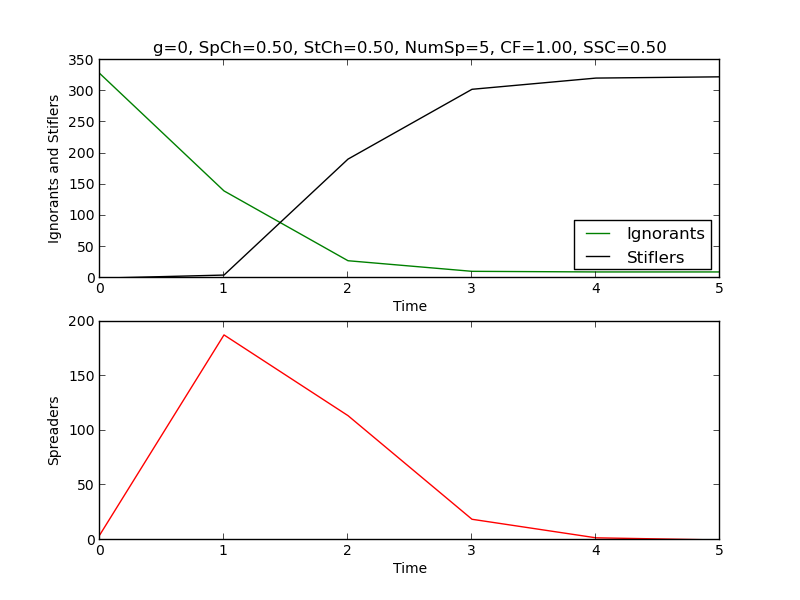 g=0, SpCh=0.50, StCh=0.50, NumSp=5, CF=1.00, SSC=0.50
350
300
250
200
150
100
50
0
Ignorants and Stiflers
Ignorants
Stiflers
0 1 2 3 4 5
Time
200
150
100
50
0
Spreaders
0 1 2 3 4 5
Time